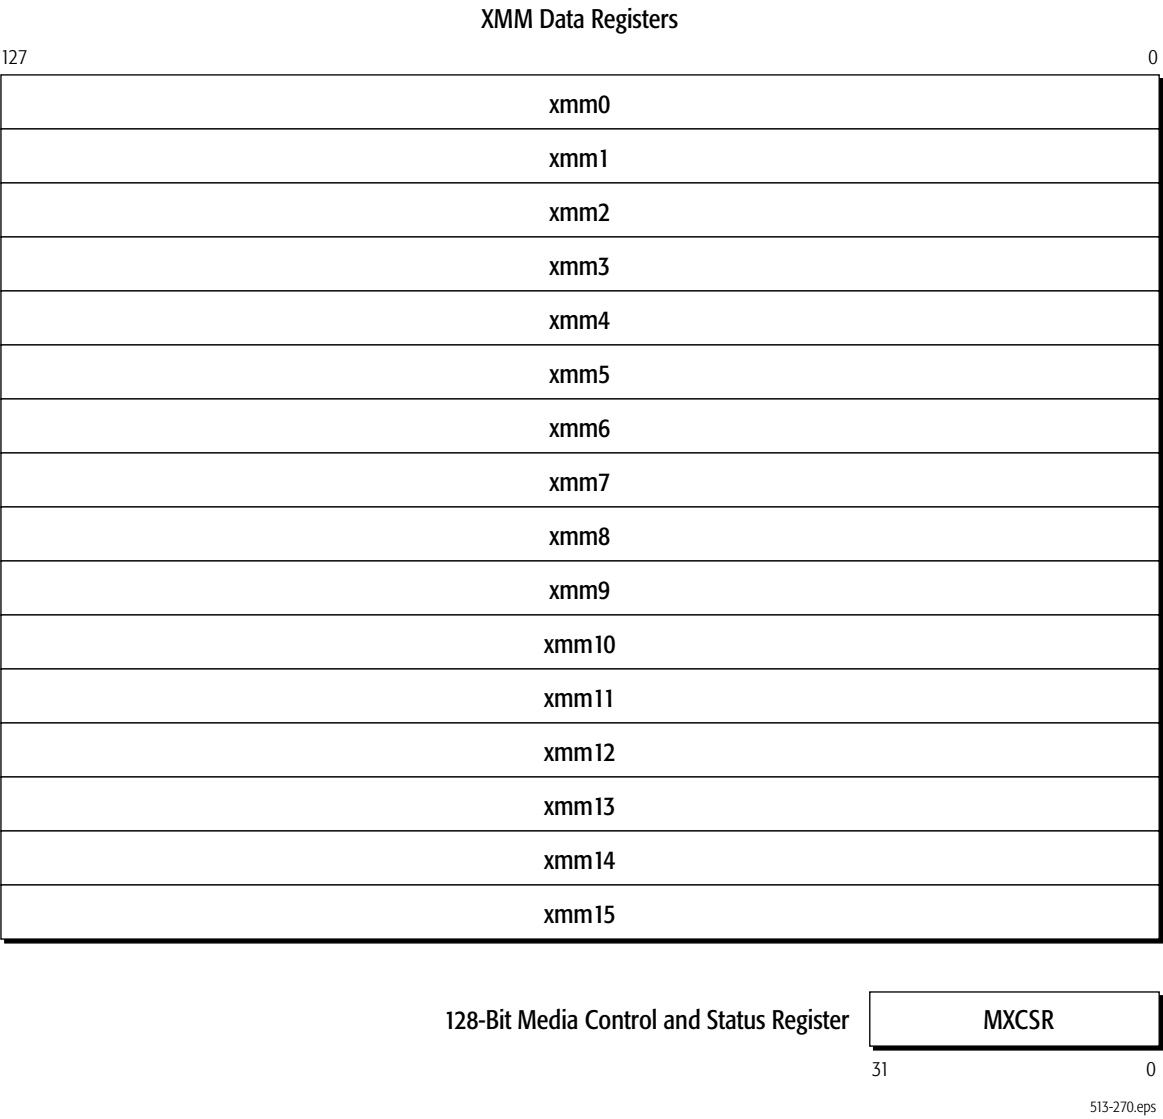 XMM Data Registers
127 0
xmm0
xmm1
xmm2
xmm3
xmm4
xmm5
xmm6
xmm7
xmm8
xmm9
xmm10
xmm11
xmm12
xmm13
xmm14
xmm15
128-Bit Media Control and Status Register MXCSR
31 0
513-270.eps